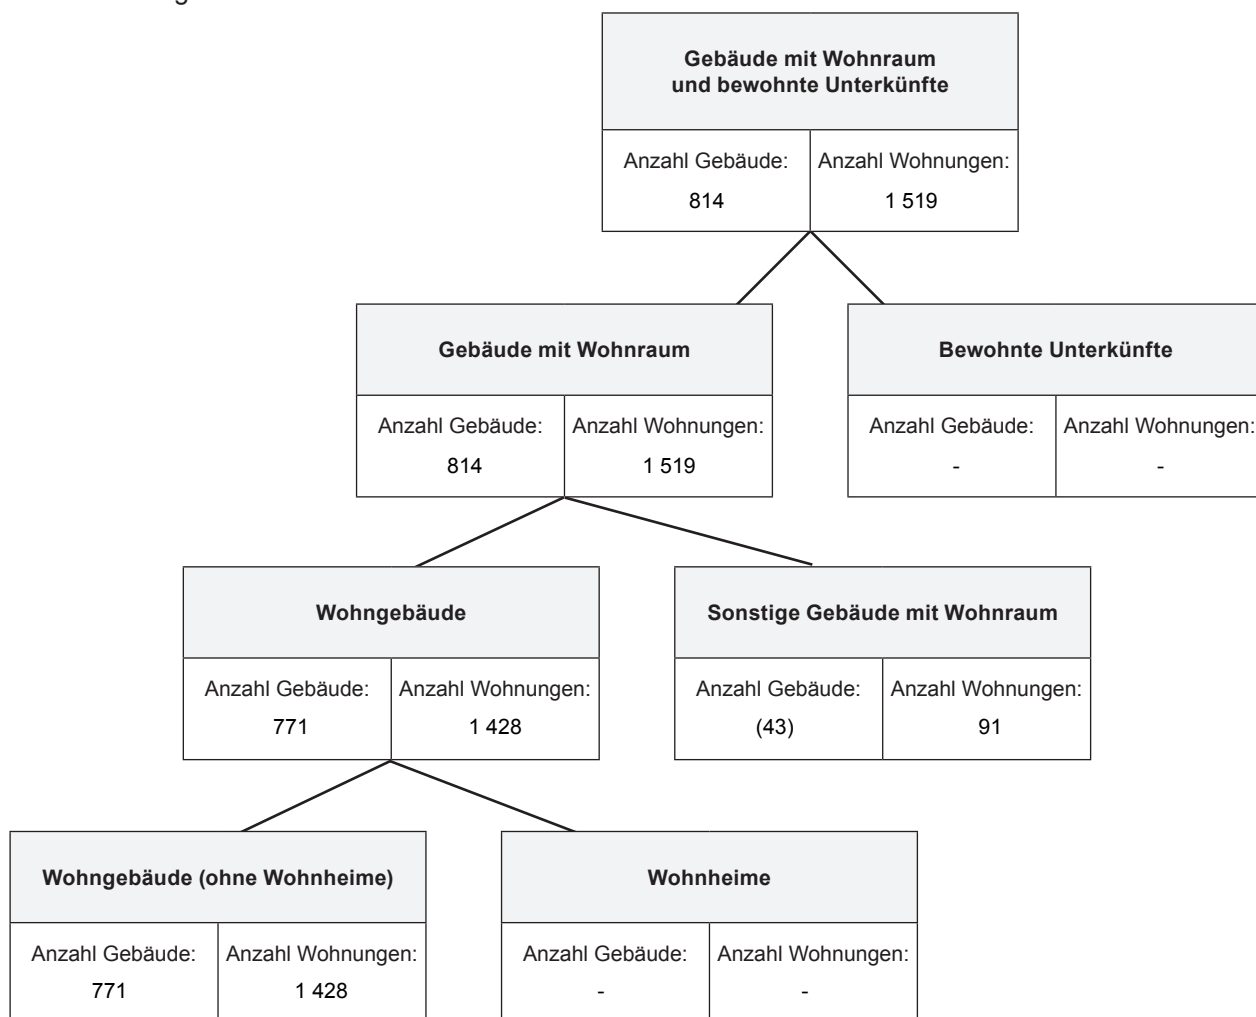 Gebäude mit Wohnraum
und bewohnte Unterkünfte
Anzahl Gebäude: Anzahl Wohnungen:
814 1 519
Gebäude mit Wohnraum
Anzahl Gebäude: Anzahl Wohnungen:
814 1 519
Bewohnte Unterkünfte
Anzahl Gebäude: Anzahl Wohnungen:
- -
Wohngebäude
Anzahl Gebäude: Anzahl Wohnungen:
771 1 428
Sonstige Gebäude mit Wohnraum
Anzahl Gebäude: Anzahl Wohnungen:
(43) 91
Wohngebäude (ohne Wohnheime)
Anzahl Gebäude: Anzahl Wohnungen:
771 1 428
Wohnheime
Anzahl Gebäude: Anzahl Wohnungen:
- -